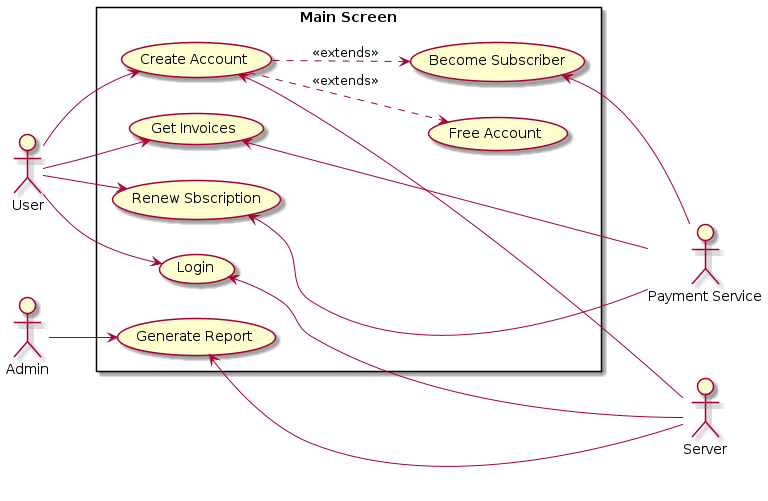 Main Screen
Create Account
«extends»
Become Subscriber
«extends»
Get Invoices
Free Account
User
Renew Sbscription
Login
Payment Service
Generate Report
Admin
Server